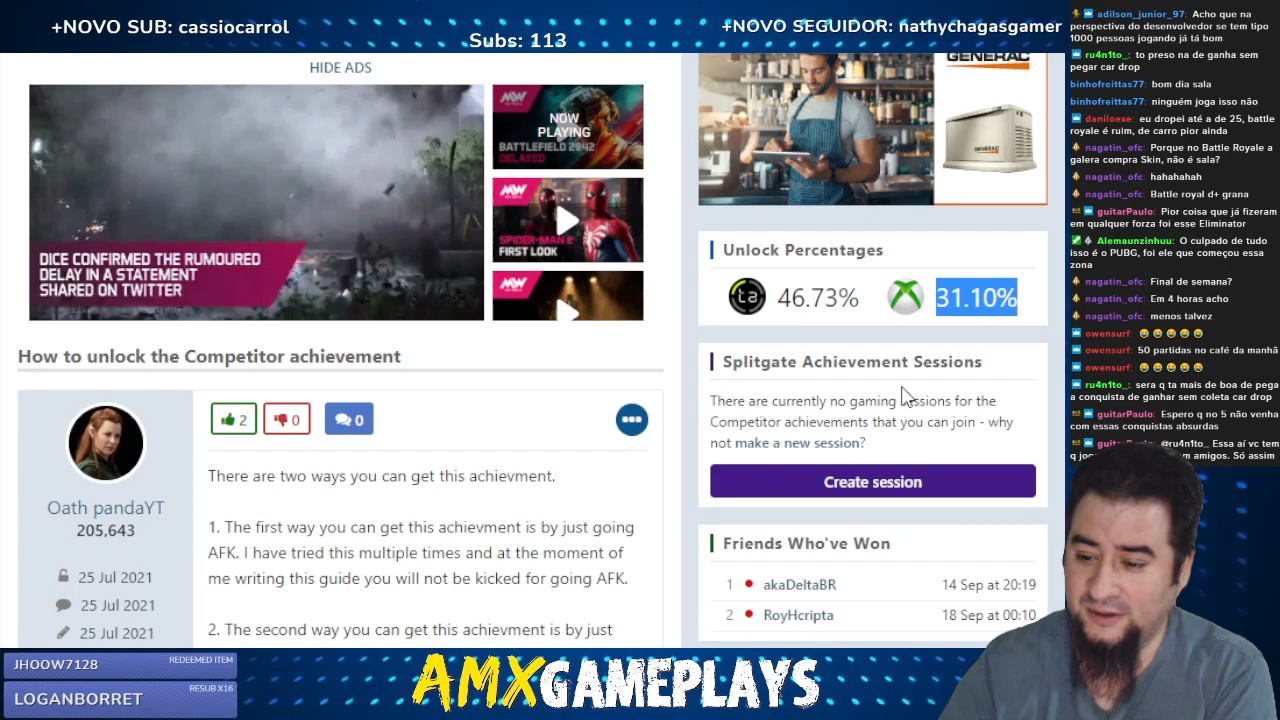 +NOVO SUB: cassiocarrol
Subs: 113
+NOVO SEGUIDOR: nathychagasgamer
HIDE ADS
NOW
PLAYING
BATTLEFIELD 2042
DELAYED
SPIDER-MAN 2
FIRST LOOK
DICE CONFIRMED THE RUMOURED
DELAY IN A STATEMENT
SHARED ON TWITTER
How to unlock the Competitor achievement
2
0
0
Oath pandaYT
205,643
25 Jul 2021
25 Jul 2021
25 Jul 2021
There are two ways you can get this achievment.
1. The first way you can get this achievment is by just going
AFK. I have tried this multiple times and at the moment of
me writing this guide you will not be kicked for going AFK.
2. The second way you can get this achievment is by just
GENERAC
GENERAC
Unlock Percentages
ta 46.73% 31.10%
Splitgate Achievement Sessions
There are currently no gaming sessions for the
Competitor achievements that you can join - why
not make a new session?
Create session
Friends Who've Won
1 akaDeltaBR 14 Sep at 20:19
2 RoyHcripta 18 Sep at 00:10
adilson_junior_97: Acho que na
perspectiva do desenvolvedor se tem tipo
1000 pessoas jogando já tá bom
ru4n1to_: to preso na de ganha sem
pegar car drop
binhofreittas77: bom dia sala
binhofreittas77: ninguém joga isso não
daniloexe: eu dropei até a de 25, battle
royale é ruim, de carro pior ainda
nagatin_ofc: Porque no Battle Royale a
galera compra Skin, não é sala?
nagatin_ofc: hahahahah
nagatin_ofc: Battle royal d+ grana
guitarPaulo: Pior coisa que já fizeram
em qualquer forza foi esse Eliminator
Alemaunzinhuu: O culpado de tudo
isso é o PUBG, foi ele que começou essa
zona
nagatin_ofc: Final de semana?
nagatin_ofc: Em 4 horas acho
nagatin_ofc: menos talvez
owensurf: 😂😂😂😂😂
owensurf: 50 partidas no café da manhã
owensurf: 😂😂😂😂😂
ru4n1to_: sera q ta mais de boa de pega
a conquista de ganhar sem coleta car drop
guitarPaulo: Espero q no 5 não venha
com essas conquistas absurdas
@ru4n1to_ Essa aí vc tem
amigos. Só assim
JHOOW7128
REDEEMED ITEM
LOGANBORRET
RESUB X16
AMXGAMEPLAYS